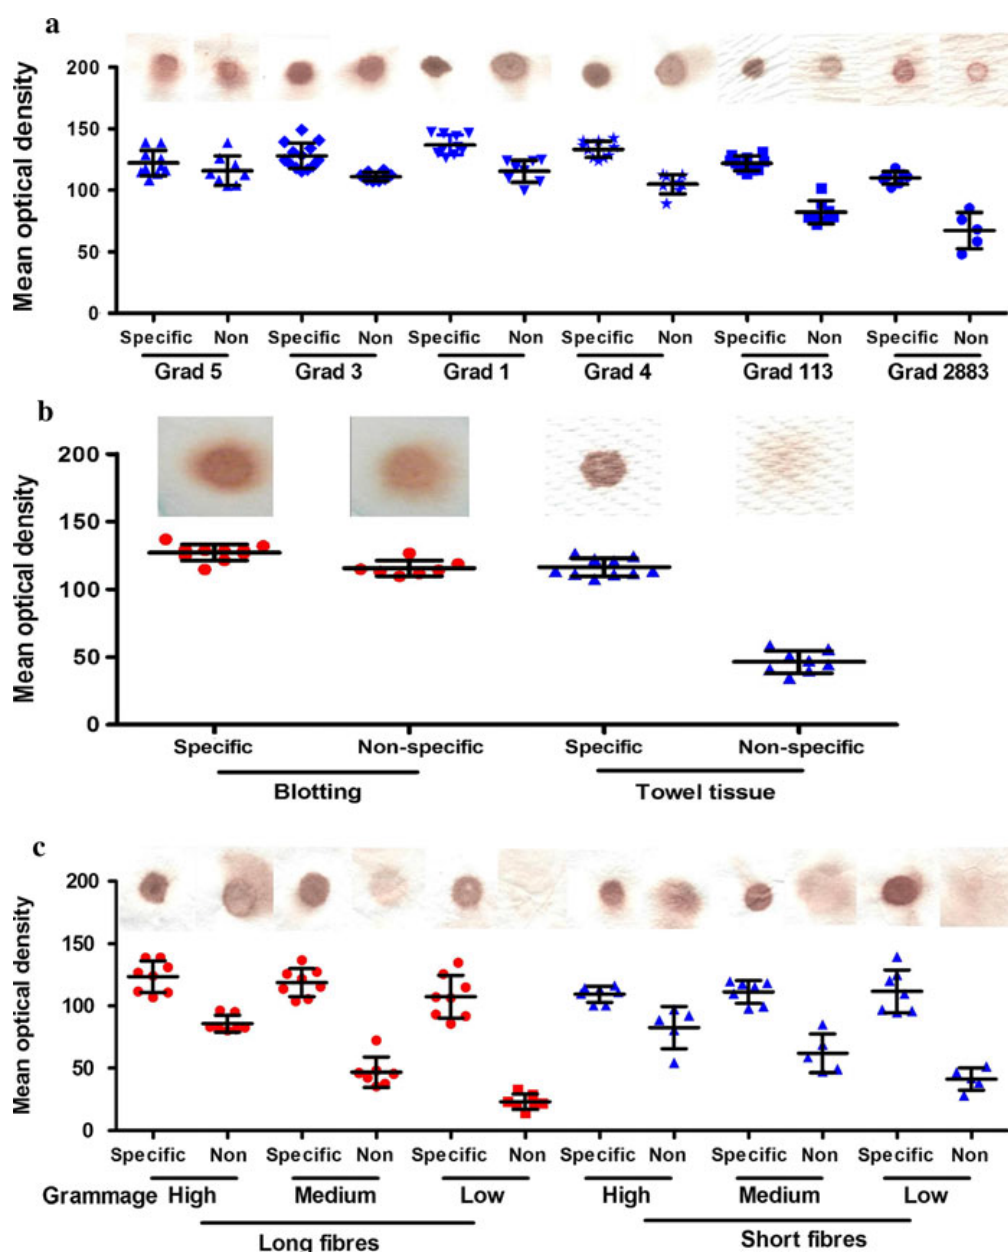 a
Mean optical density
200
150
100
50
0
Specific Non Specific Non Specific Non Specific Non Specific Non Specific Non
Grad 5 Grad 3 Grad 1 Grad 4 Grad 113 Grad 2883
b
Mean optical density
200
150
100
50
0
Specific Non-specific Specific Non-specific
Blotting Towel tissue
c
Mean optical density
200
150
100
50
0
Specific Non Specific Non Specific Non Specific Non Specific Non Specific Non
Grammage High Medium Low High Medium Low
Long fibres Short fibres